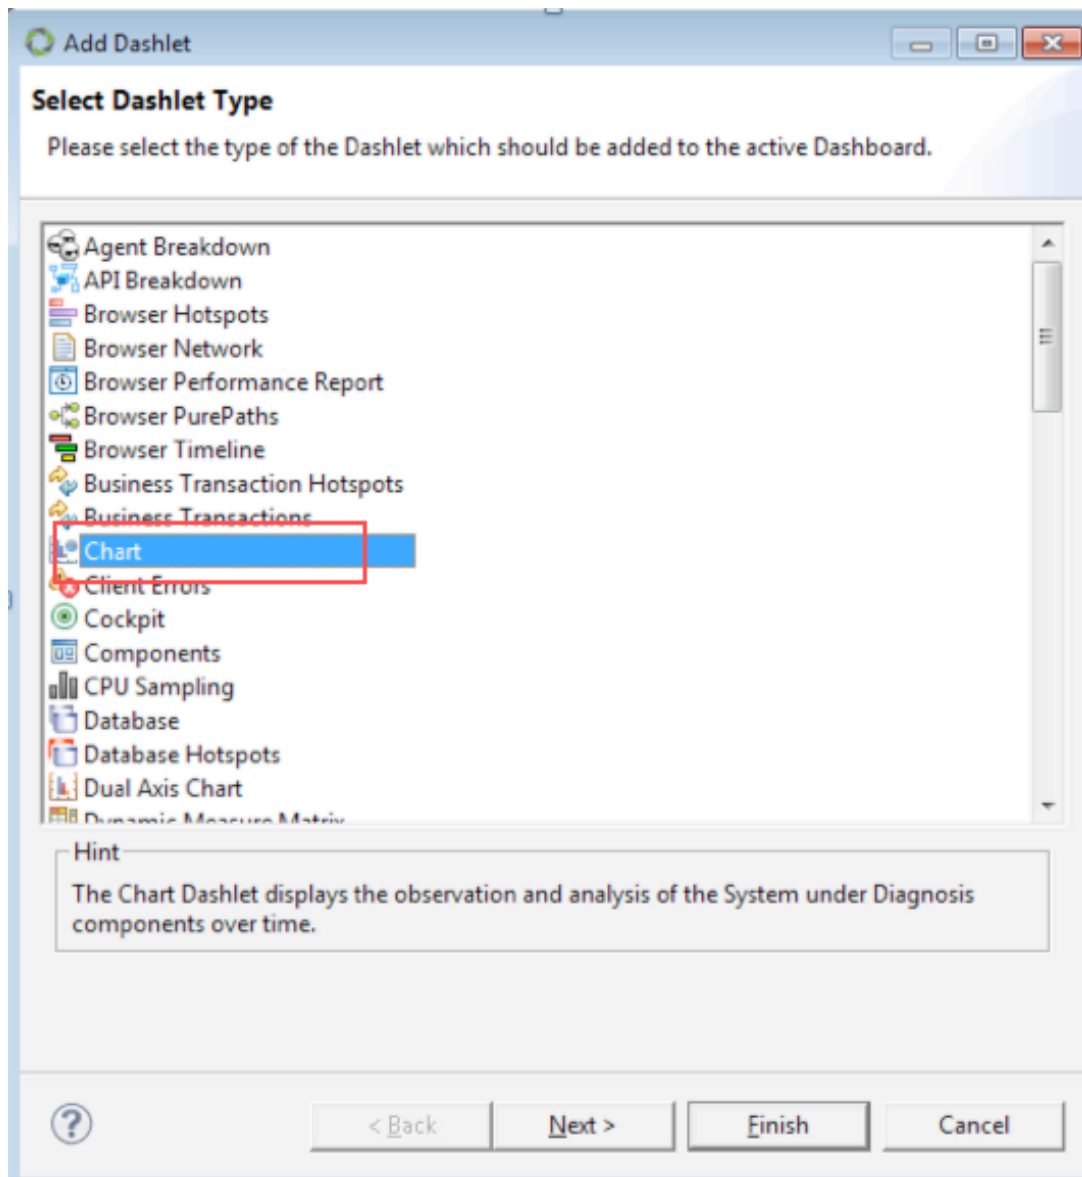 Add Dashlet
Select Dashlet Type
Please select the type of the Dashlet which should be added to the active Dashboard.
Agent Breakdown
API Breakdown
Browser Hotspots
Browser Network
Browser Performance Report
Browser PurePaths
Browser Timeline
Business Transaction Hotspots
Business Transactions
Chart
Client Errors
Cockpit
Components
CPU Sampling
Database
Database Hotspots
Dual Axis Chart
Dynamic Measure Matrix
Hint
The Chart Dashlet displays the observation and analysis of the System under Diagnosis
components over time.
< Back Next > Finish Cancel